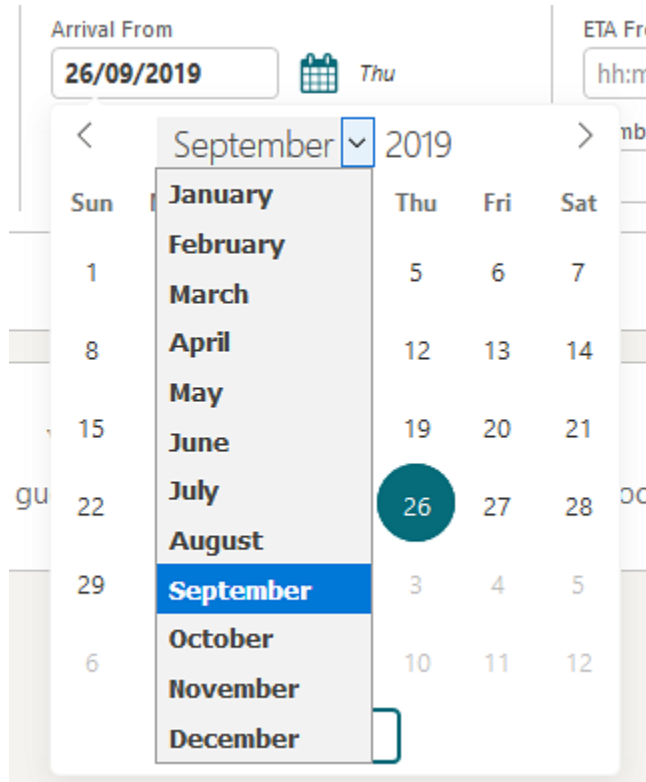 Arrival From
ETA Fr
26/09/2019
Thu
hh:m
September
2019
Sun
Thu
Fri
Sat
January
February
March
April
May
June
July
August
September
October
November
December
1
5
6
7
8
12
13
14
15
19
20
21
gu
22
26
27
28
29
3
4
5
6
10
11
12